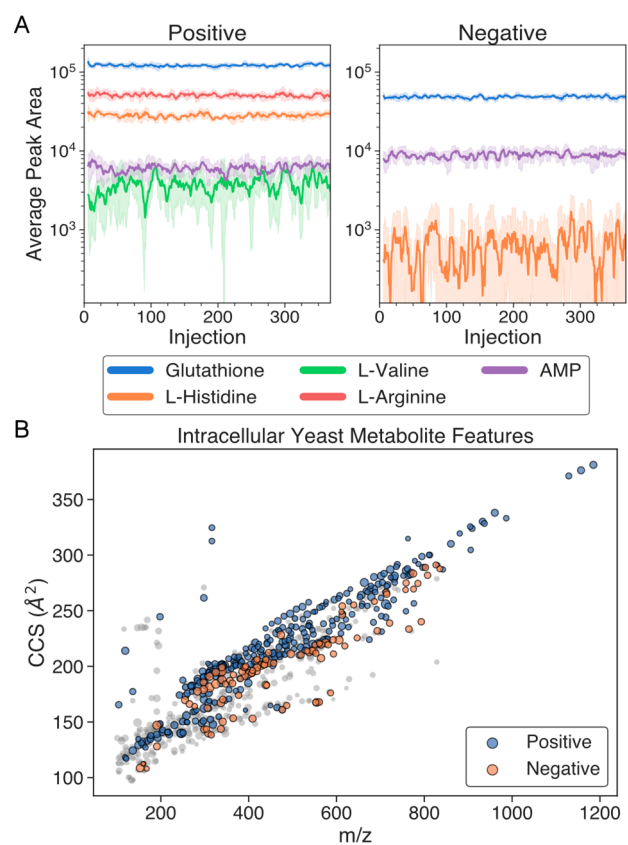 A
Positive
Negative
Average Peak Area
10^5
10^4
10^3
0
100
200
300
Injection
10^5
10^4
10^3
0
100
200
300
Injection
Glutathione
L-Valine
AMP
L-Histidine
L-Arginine
B
Intracellular Yeast Metabolite Features
CCS (Å^2)
350
300
250
200
150
100
Positive
Negative
200
400
600
800
1000
1200
m/z